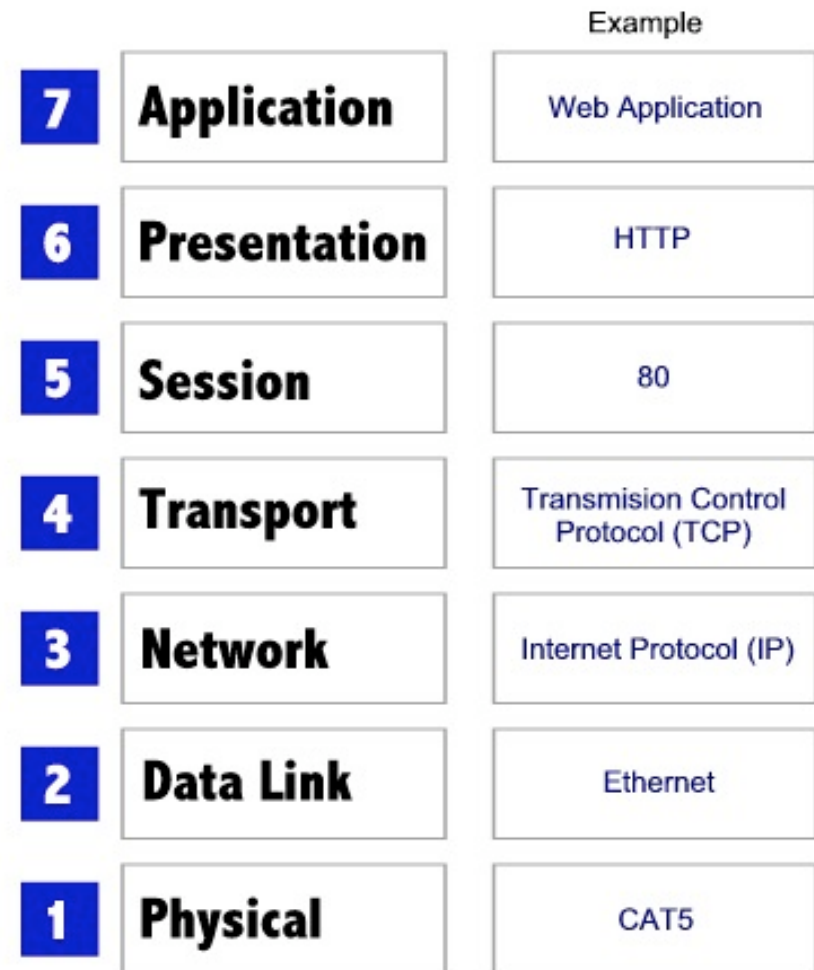 Example
7 Application Web Application
6 Presentation HTTP
5 Session 80
4 Transport Transmision Control
Protocol (TCP)
3 Network Internet Protocol (IP)
2 Data Link Ethernet
1 Physical CAT5